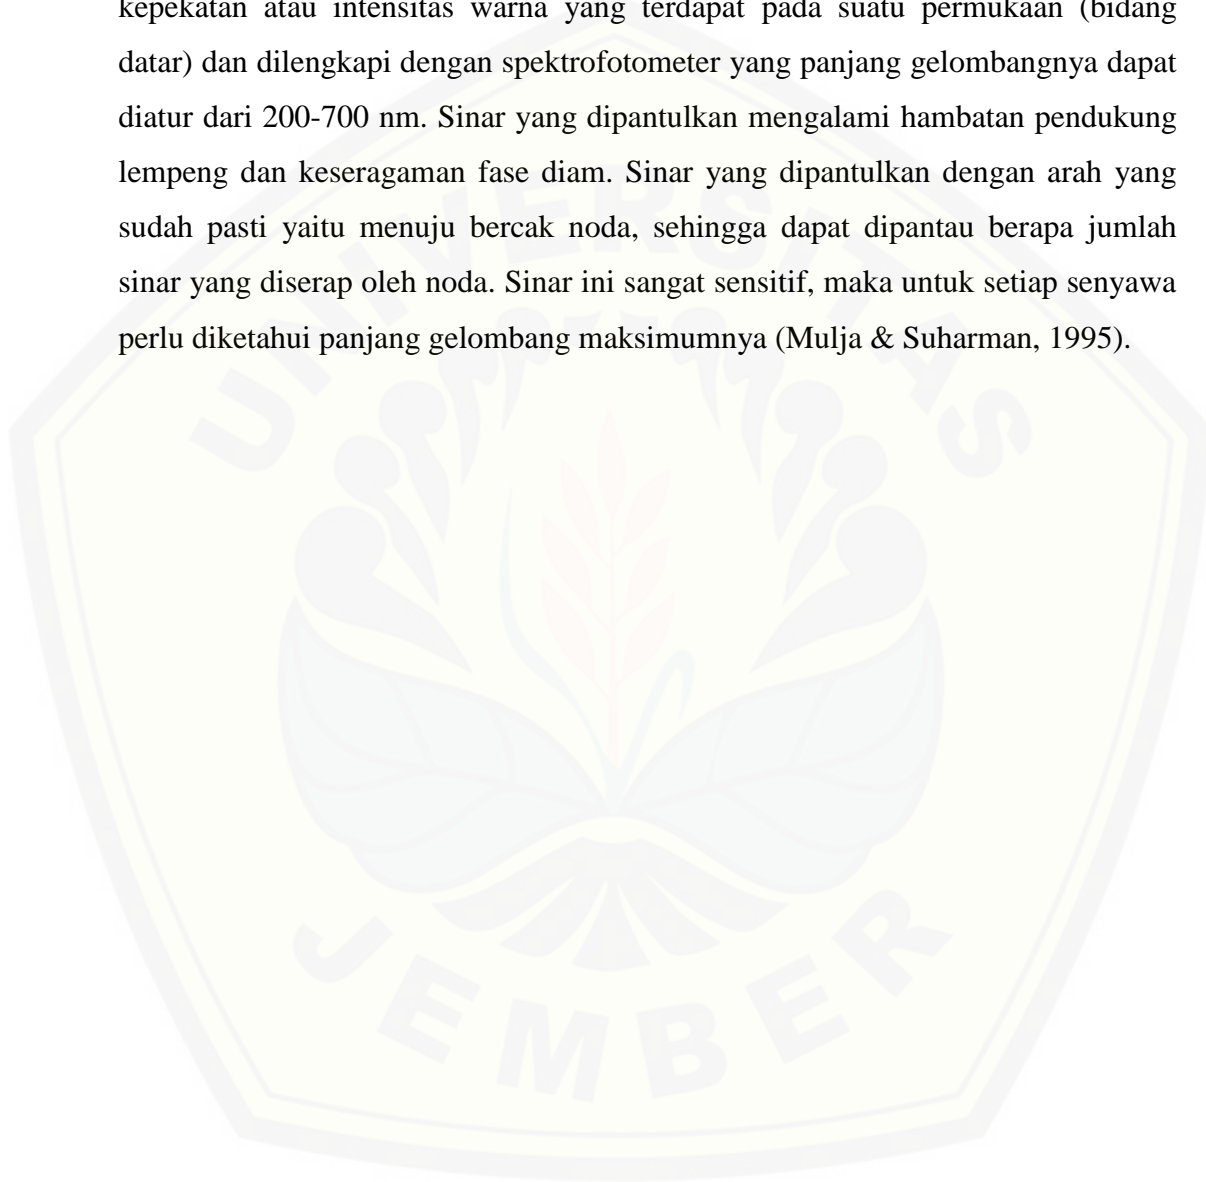 kepekatan atau intensitas warna yang terdapat pada suatu permukaan (bidang
datar) dan dilengkapi dengan spektrofotometer yang panjang gelombangnya dapat
diatur dari 200-700 nm. Sinar yang dipantulkan mengalami hambatan pendukung
lempeng dan keseragaman fase diam. Sinar yang dipantulkan dengan arah yang
sudah pasti yaitu menuju bercak noda, sehingga dapat dipantau berapa jumlah
sinar yang diserap oleh noda. Sinar ini sangat sensitif, maka untuk setiap senyawa
perlu diketahui panjang gelombang maksimumnya (Mulja & Suharman, 1995).
UNIVERSITAS
JEMBER